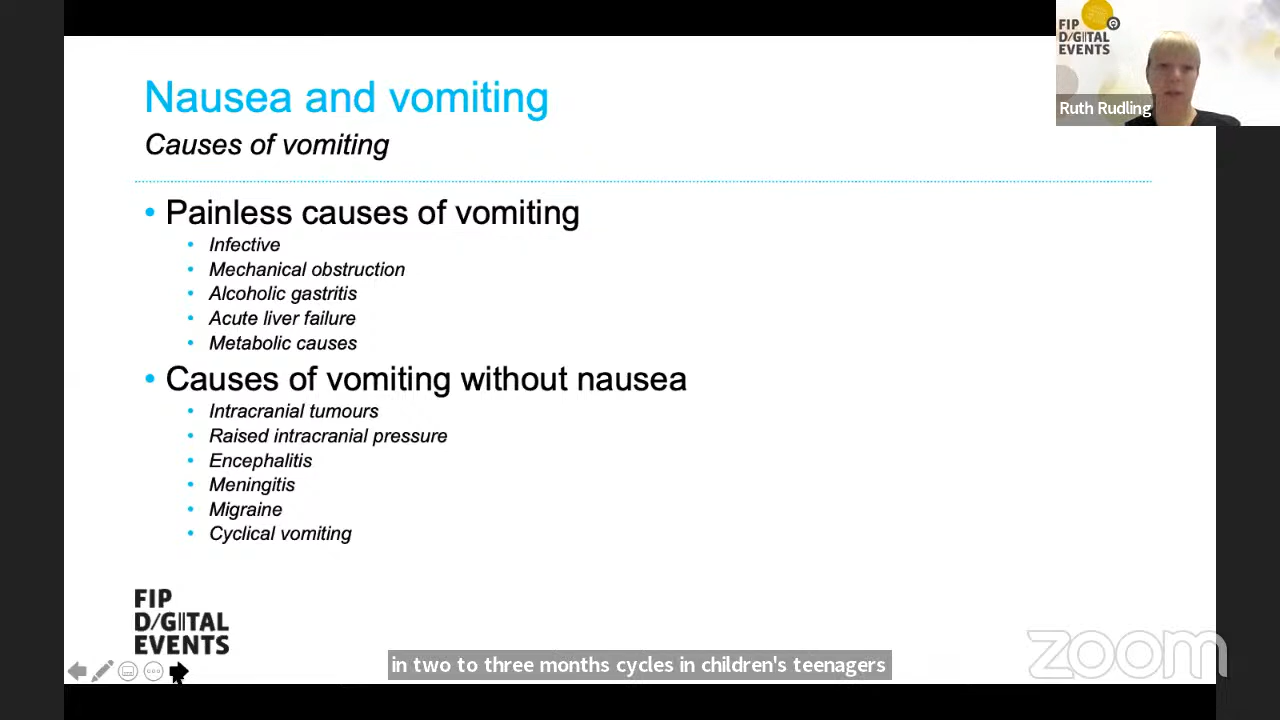 Nausea and vomiting
Causes of vomiting
• Painless causes of vomiting
• Infective
• Mechanical obstruction
• Alcoholic gastritis
• Acute liver failure
• Metabolic causes
• Causes of vomiting without nausea
• Intracranial tumours
• Raised intracranial pressure
• Encephalitis
• Meningitis
• Migraine
• Cyclical vomiting
FIP
D/GITAL
EVENTS
Ruth Rudling
FIP
D/GITAL
EVENTS
in two to three months cycles in children's teenagers
zoom